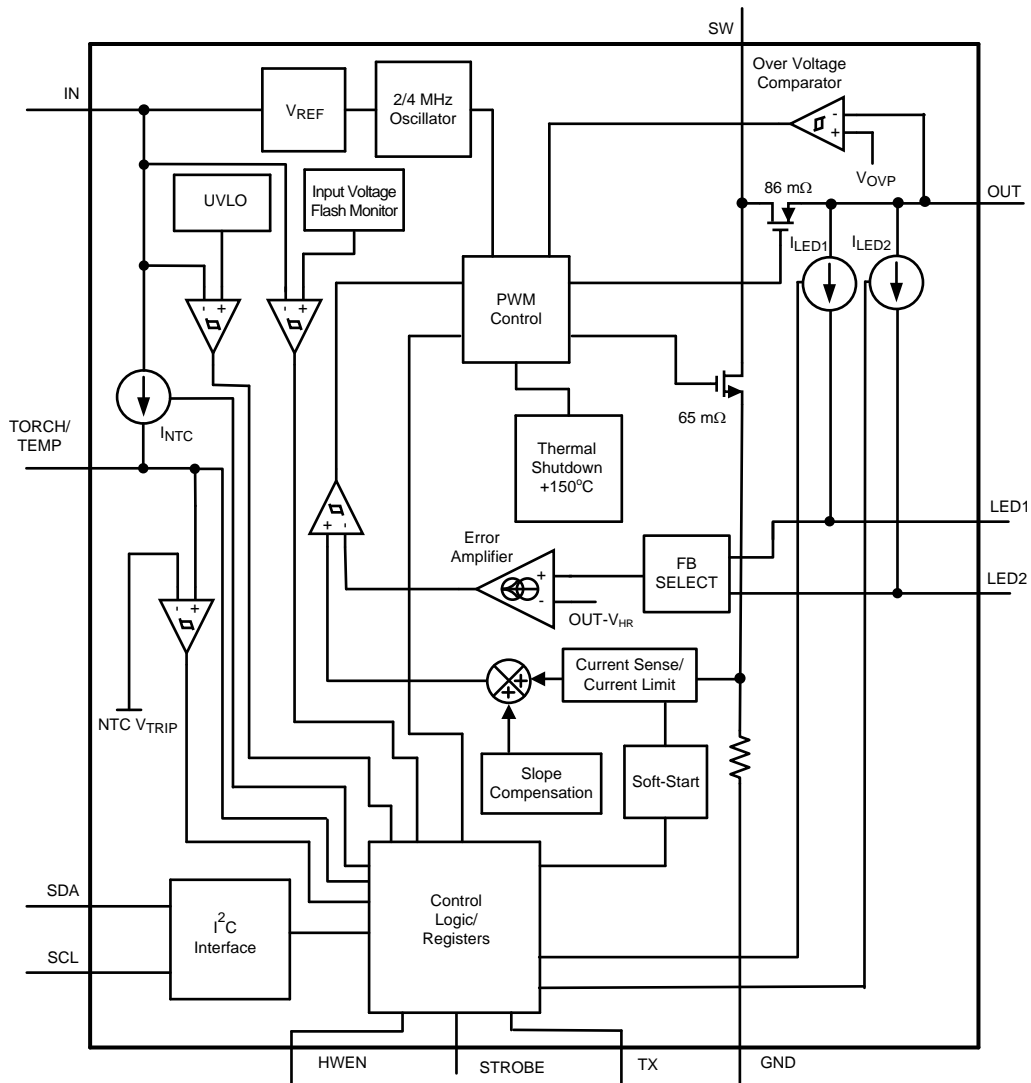 SW
Over Voltage
Comparator
IN
VREF
2/4 MHz
Oscillator
-
+
VOVP
UVLO
Input Voltage
Flash Monitor
86 mΩ
OUT
ILED1
ILED2
- +
- +
PWM
Control
INTC
TORCH/
TEMP
65 mΩ
Thermal
Shutdown
+150°C
+ -
Error
Amplifier
LED1
FB
SELECT
LED2
+
-
OUT-VHR
- +
NTC VTRIP
+
+
Current Sense/
Current Limit
Slope
Compensation
Soft-Start
SDA
SCL
I2C
Interface
Control
Logic/
Registers
HWEN
STROBE
TX
GND